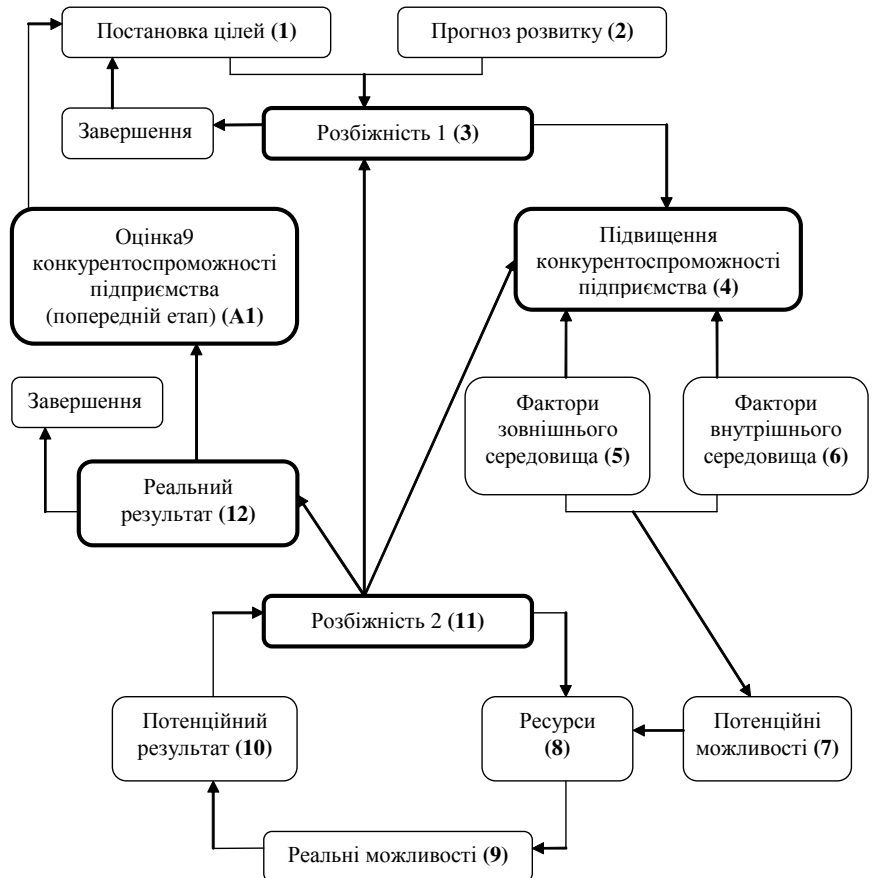 Постановка цілей (1)
Прогноз розвитку (2)
Завершення
Розбіжність 1 (3)
Оцінка9
конкурентоспроможності
підприємства
(попередній етап) (А1)
Підвищення
конкурентоспроможності
підприємства (4)
Завершення
Фактори
зовнішнього
середовища (5)
Фактори
внутрішнього
середовища (6)
Реальний
результат (12)
Розбіжність 2 (11)
Потенційний
результат (10)
Ресурси
(8)
Потенційні
можливості (7)
Реальні можливості (9)